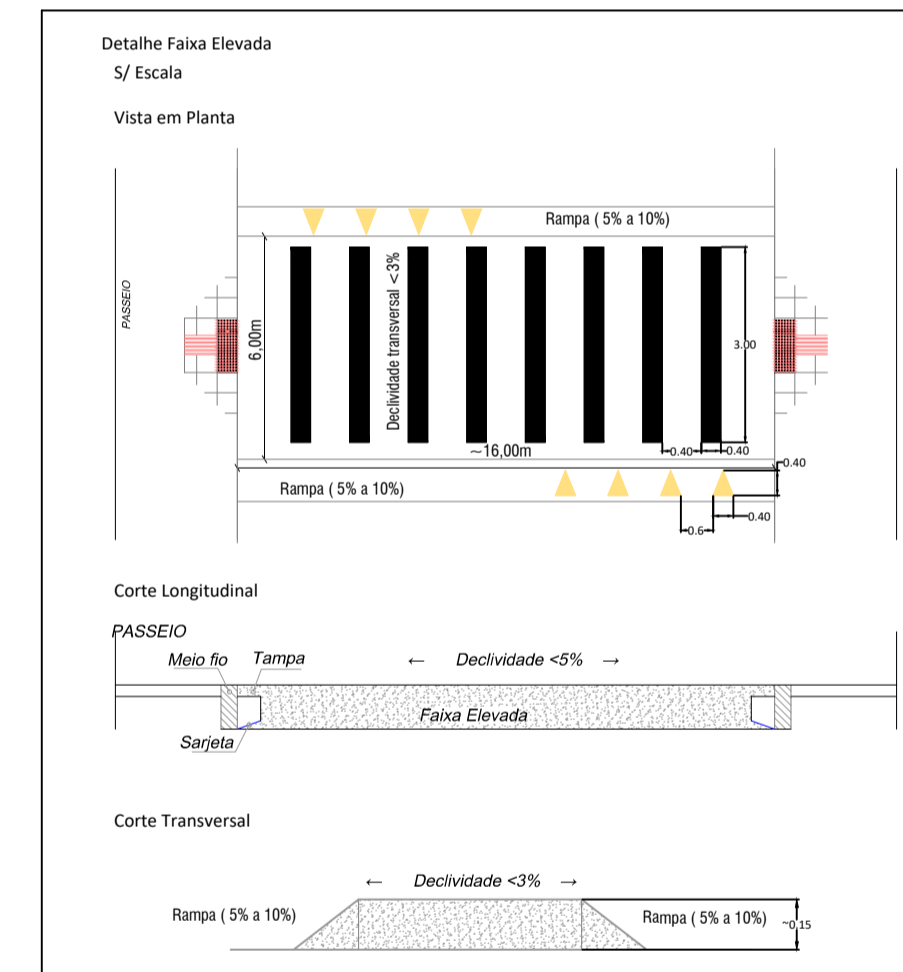 Detalhe Faixa Elevada
S/ Escala
Vista em Planta
Rampa ( 5% a 10%)
PASSEIO
6,00m
Declividade transversal <3%
3.00
~16,00m
0.40
0.40
0.40
Rampa ( 5% a 10%)
0.6
0.40
Corte Longitudinal
PASSEIO
Meio fio
Tampa
← Declividade <5% →
Faixa Elevada
Sarjeta
Corte Transversal
← Declividade <3% →
Rampa ( 5% a 10%)
Rampa ( 5% a 10%)
~0,15